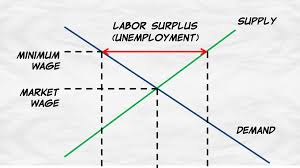 LABOR SURPLUS
(UNEMPLOYMENT)
SUPPLY
MINIMUM
WAGE
MARKET
WAGE
DEMAND